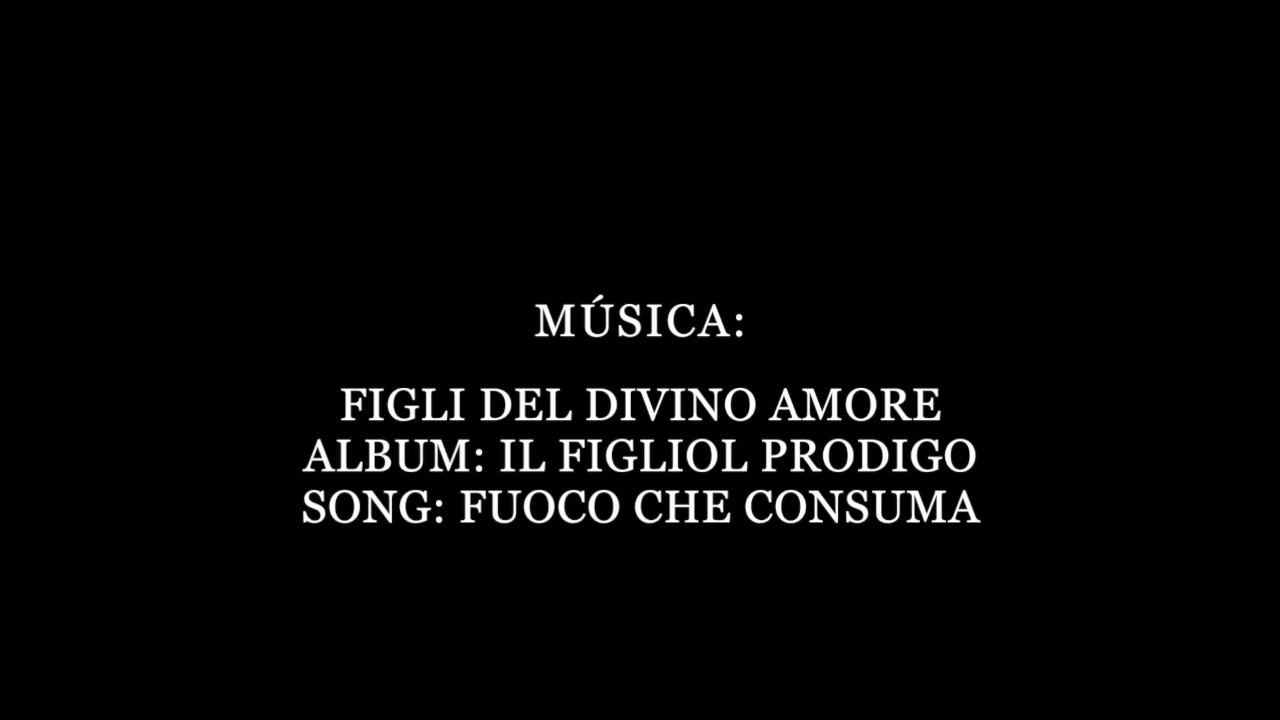 MÚSICA:
FIGLI DEL DIVINO AMORE
ALBUM: IL FIGLIOL PRODIGO
SONG: FUOCO CHE CONSUMA